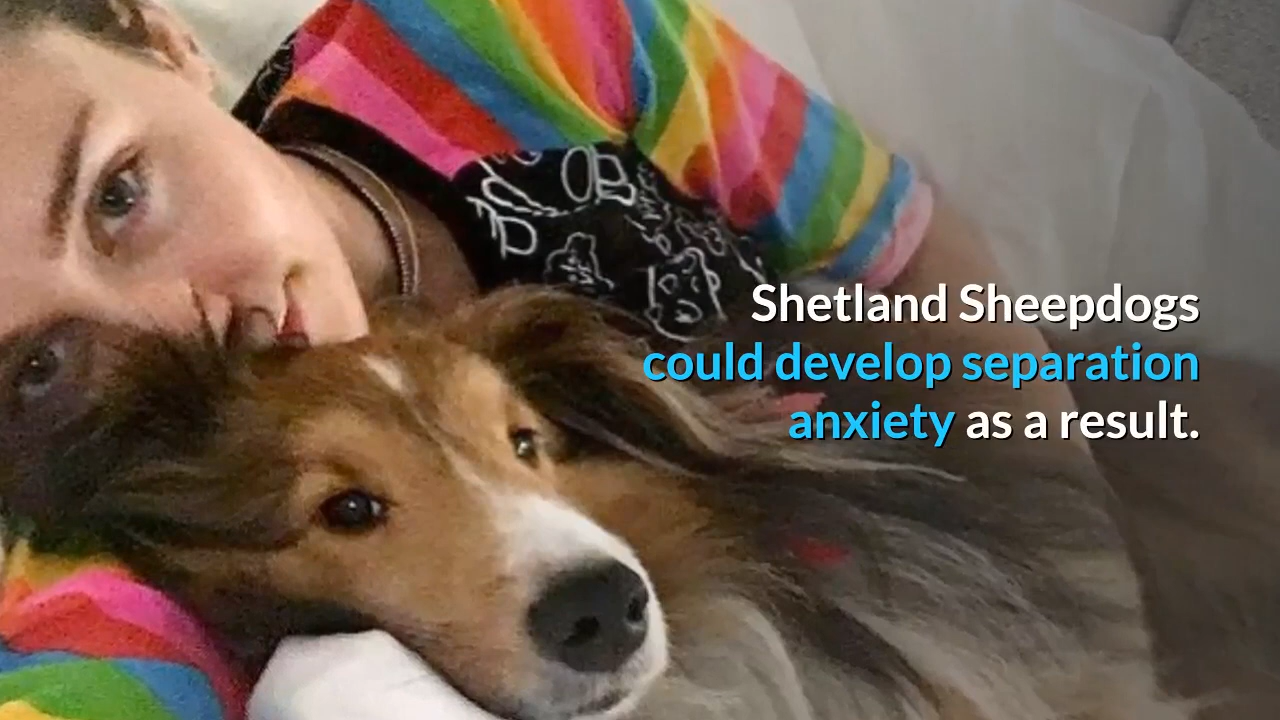 Shetland Sheepdogs
could develop separation
anxiety as a result.